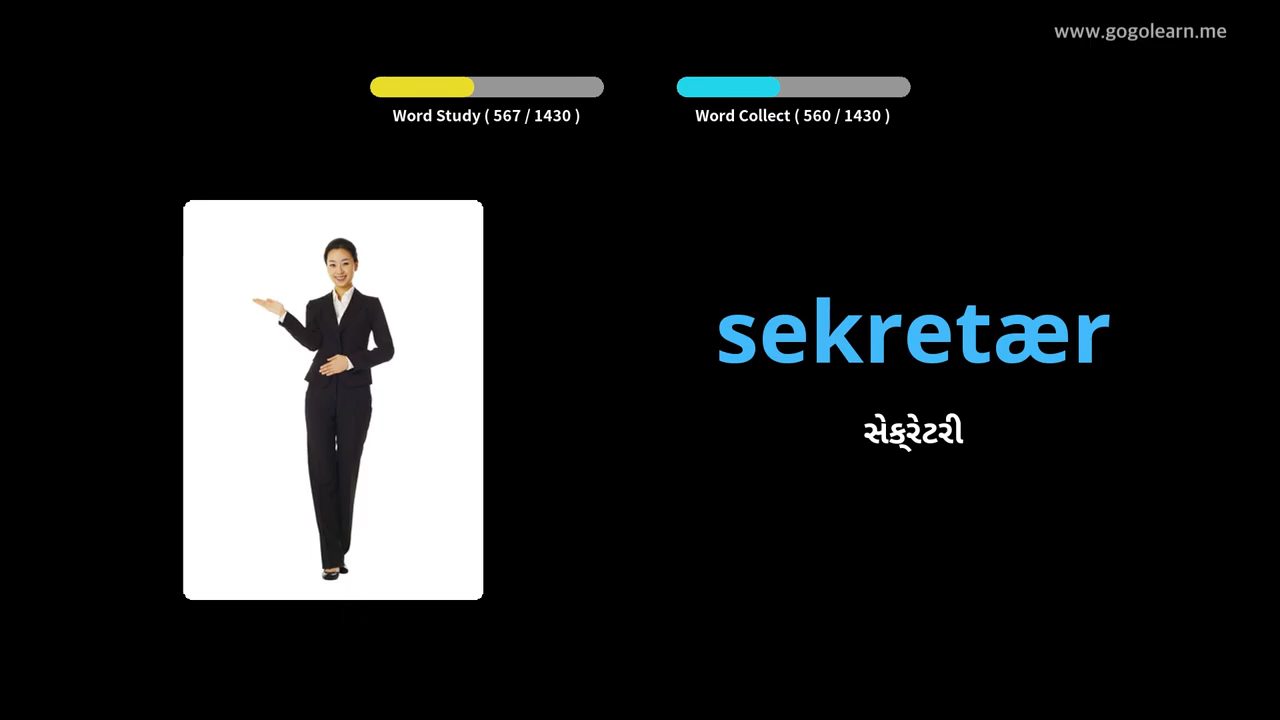 www.gogolearn.me
Word Study ( 567 / 1430 )
Word Collect ( 560 / 1430 )
sekretær
સેક્રેટરી